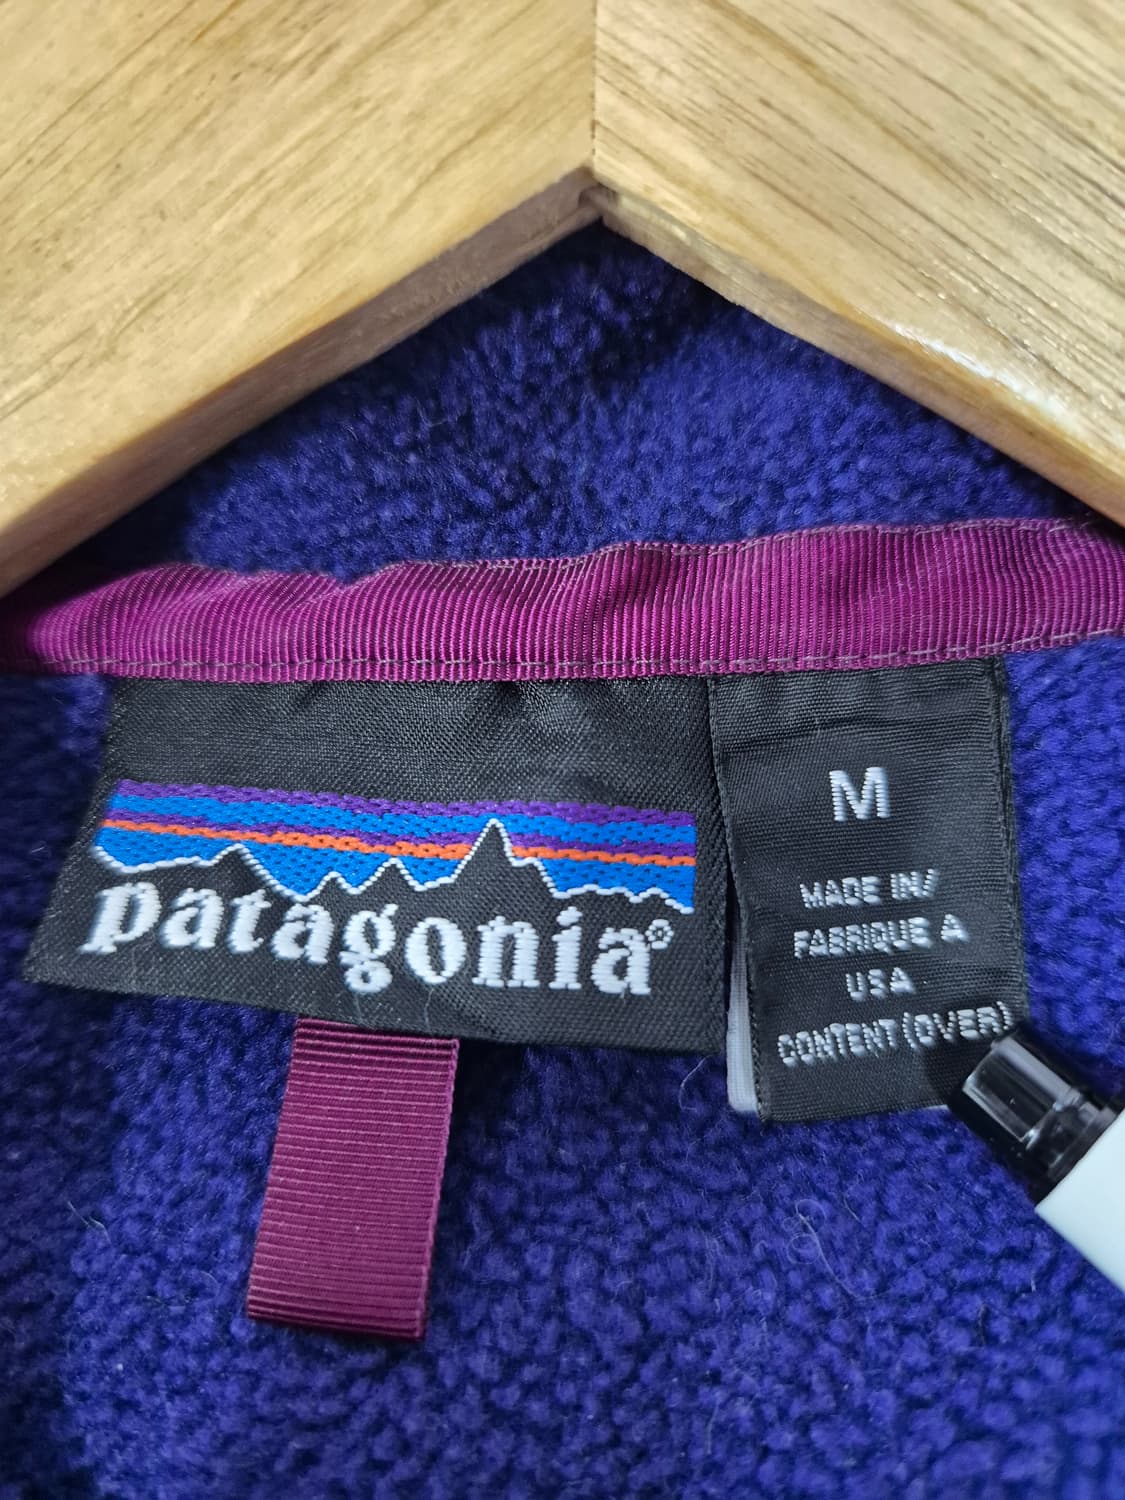 patagonia®
M
MADE IN/
FABRIQUE A
USA
CONTENT (OVER)